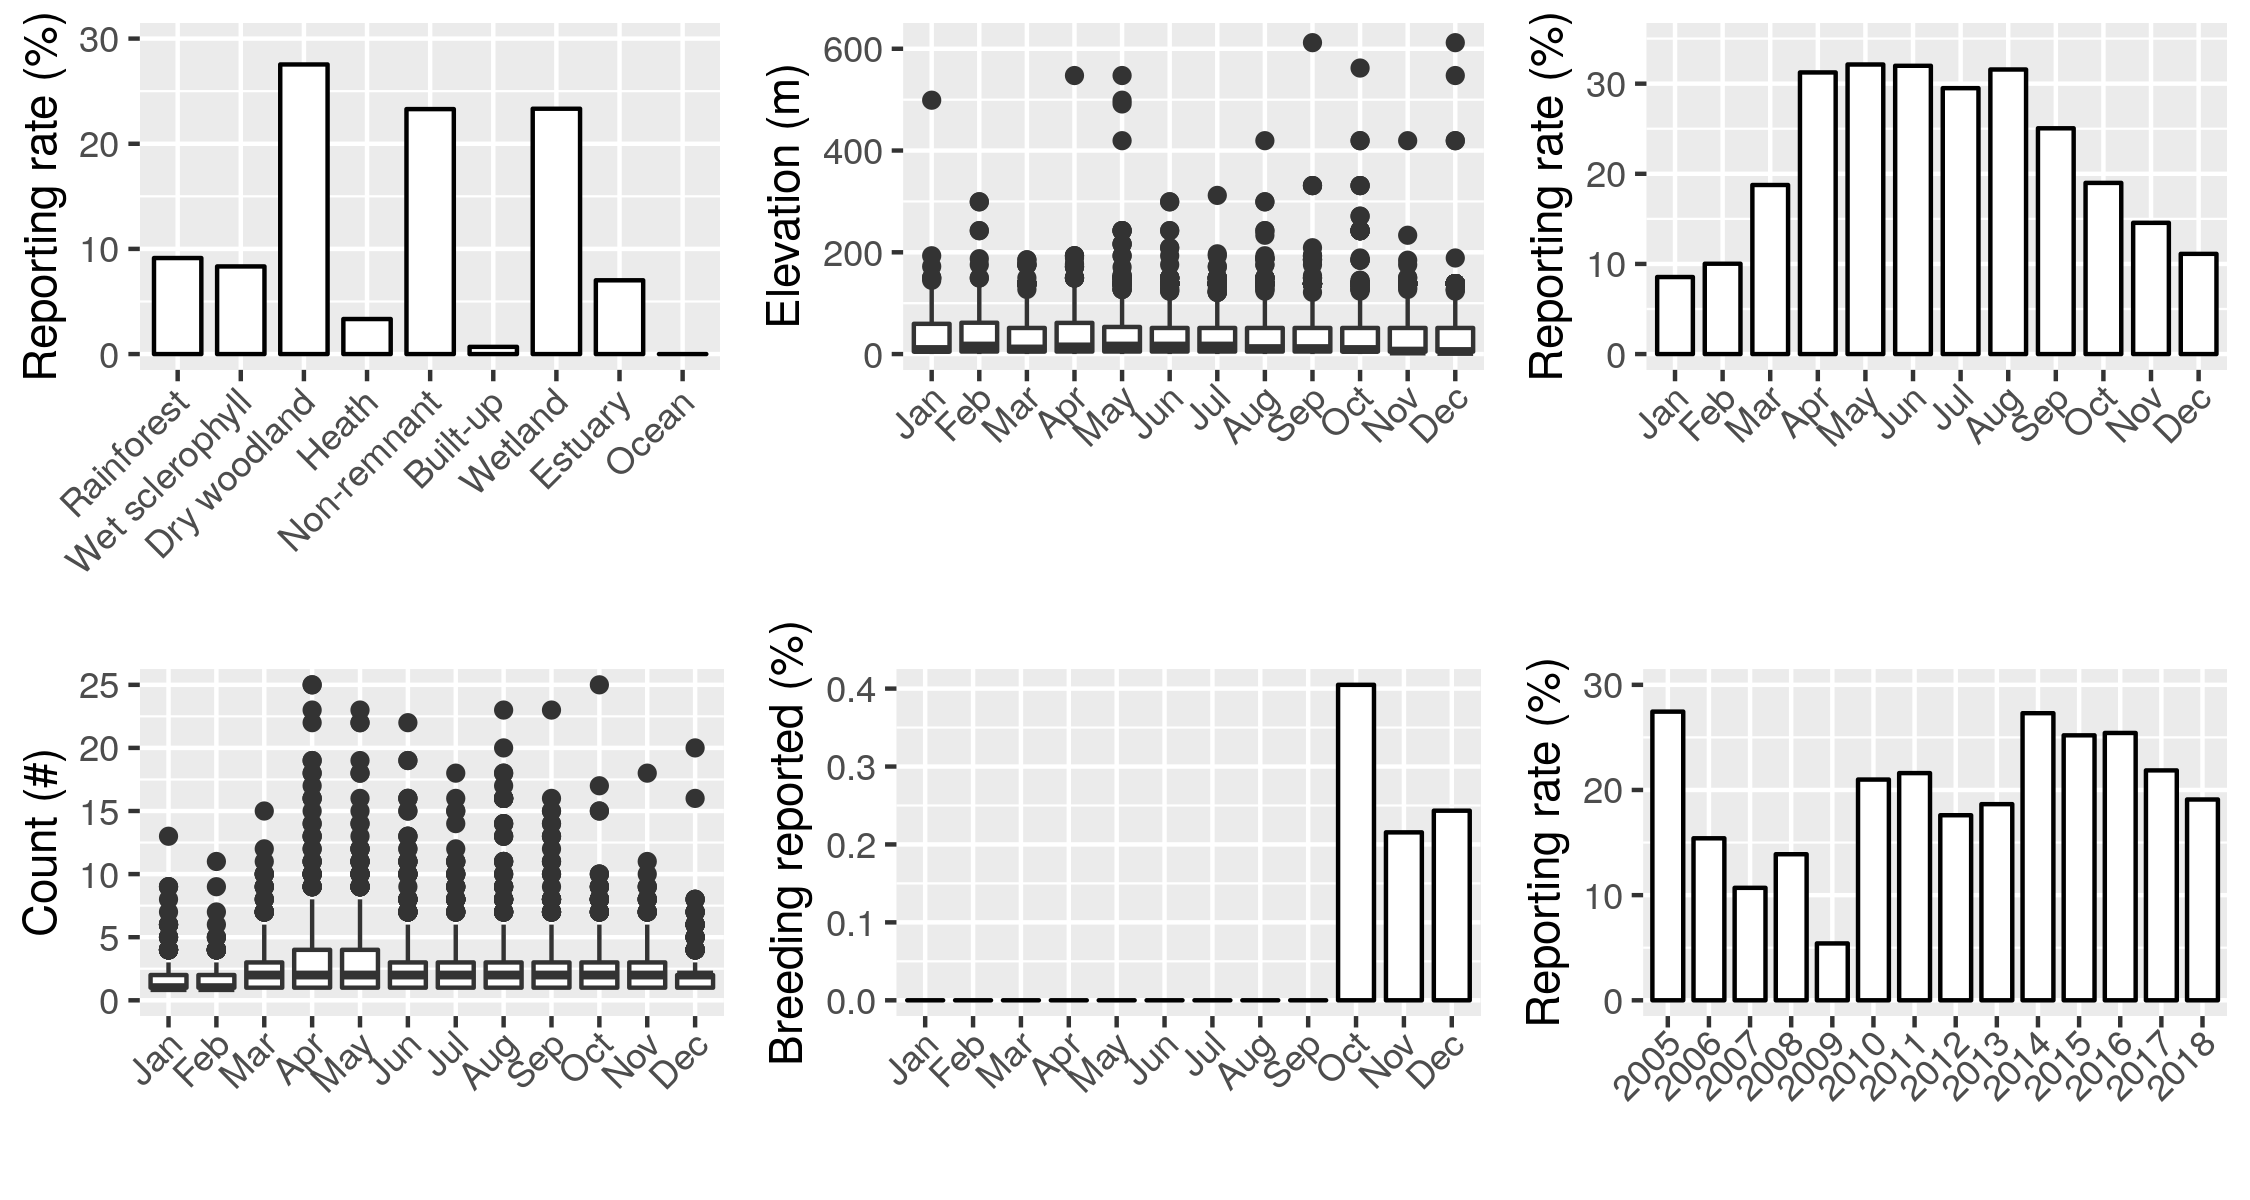 Reporting rate (%)
30
20
10
0
Rainforest
Wet sclerophyll
Dry woodland
Heath
Non-remnant
Built-up
Wetland
Estuary
Ocean
Elevation (m)
600
400
200
0
Jan
Feb
Mar
Apr
May
Jun
Jul
Aug
Sep
Oct
Nov
Dec
Reporting rate (%)
30
20
10
0
Jan
Feb
Mar
Apr
May
Jun
Jul
Aug
Sep
Oct
Nov
Dec
Count (#)
25
20
15
10
5
0
Jan
Feb
Mar
Apr
May
Jun
Jul
Aug
Sep
Oct
Nov
Dec
Breeding reported (%)
0.4
0.3
0.2
0.1
0.0
Jan
Feb
Mar
Apr
May
Jun
Jul
Aug
Sep
Oct
Nov
Dec
Reporting rate (%)
30
20
10
0
2005
2006
2007
2008
2009
2010
2011
2012
2013
2014
2015
2016
2017
2018